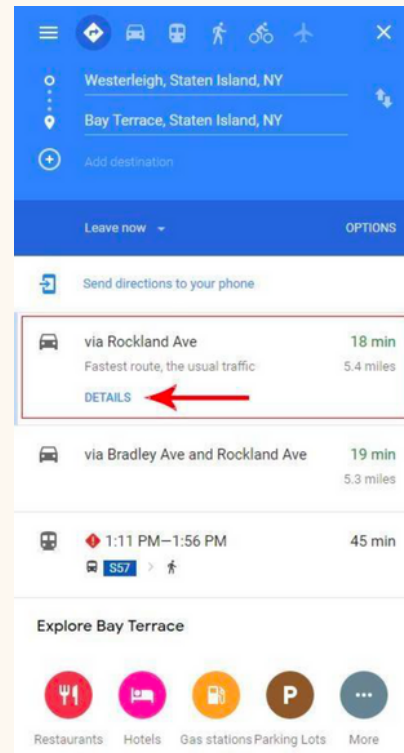 Westerleigh, Staten Island, NY
Bay Terrace, Staten Island, NY
Add destination
Leave now
OPTIONS
Send directions to your phone
via Rockland Ave 18 min
Fastest route, the usual traffic 5.4 miles
DETAILS
via Bradley Ave and Rockland Ave 19 min
5.3 miles
1:11 PM–1:56 PM 45 min
S57 >
Explore Bay Terrace
P
Restaurants Hotels Gas stations Parking Lots More